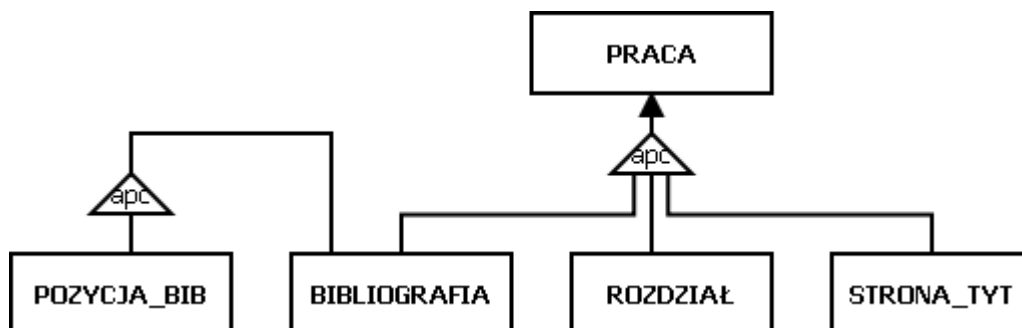 PRACA
apc
apc
POZYCJA_BIB
BIBLIOGRAFIA
ROZDZIAŁ
STRONA_TYT